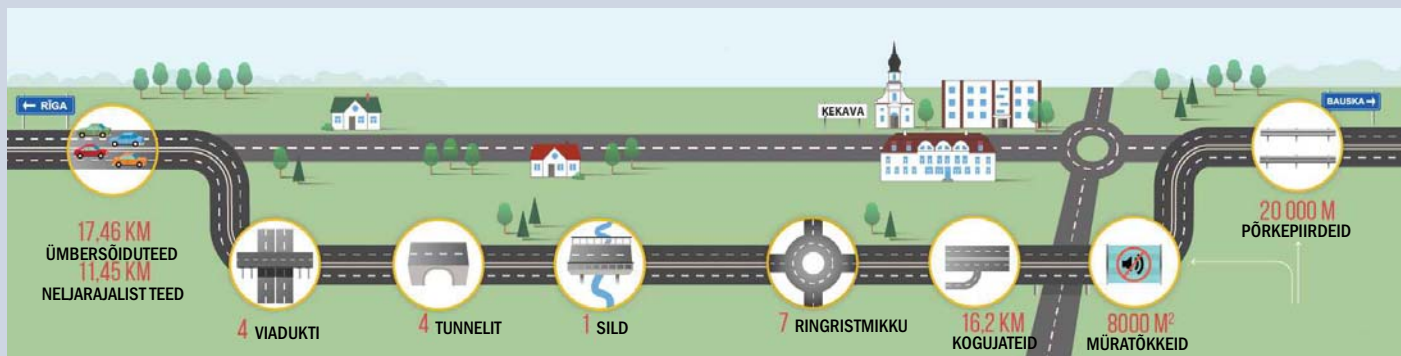 ← RĪGA
ĶEKAVA
BAUSKA →
17,46 KM
ÜMBERSÕIDUTEED
11,45 KM
NELJARAJALIST TEED
4 VIADUKTI
4 TUNNELIT
1 SILD
7 RINGRISTMIKKU
16,2 KM
KOGUJATEID
8000 M²
MÜRATÕKKEID
20 000 M
PÕRKEPIIRDEID